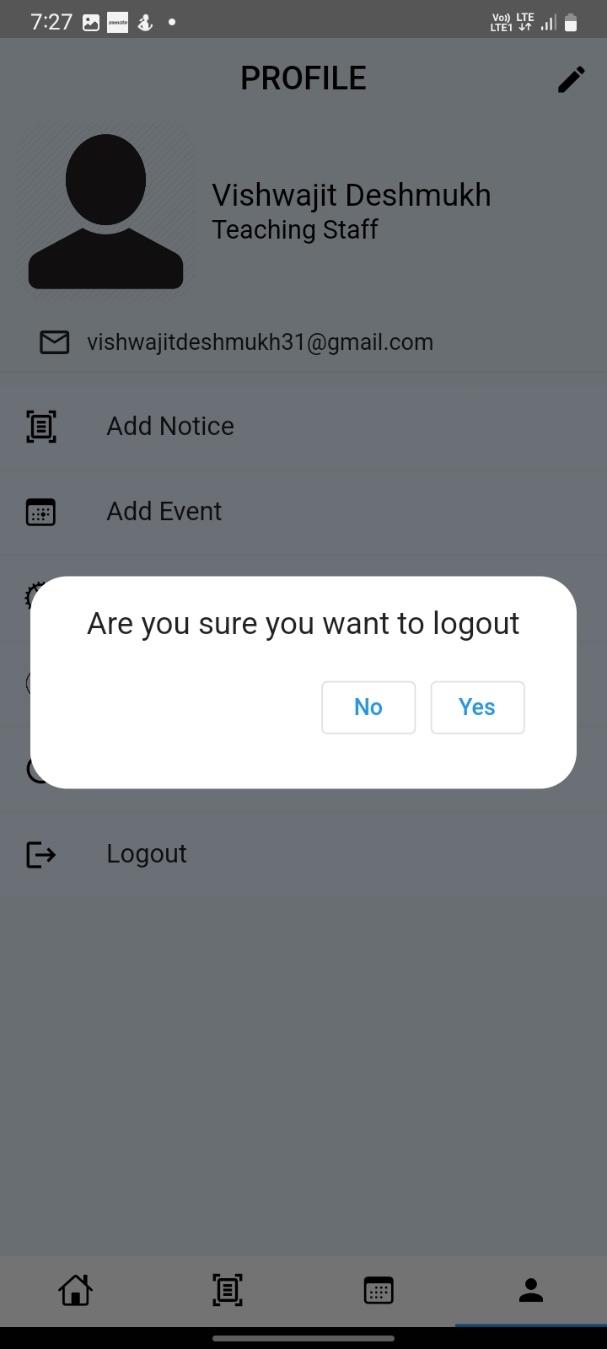 7:27
Vo)) LTE
LTE1
PROFILE
Vishwajit Deshmukh
Teaching Staff
vishwajitdeshmukh31@gmail.com
Add Notice
Add Event
Are you sure you want to logout
No
Yes
Logout